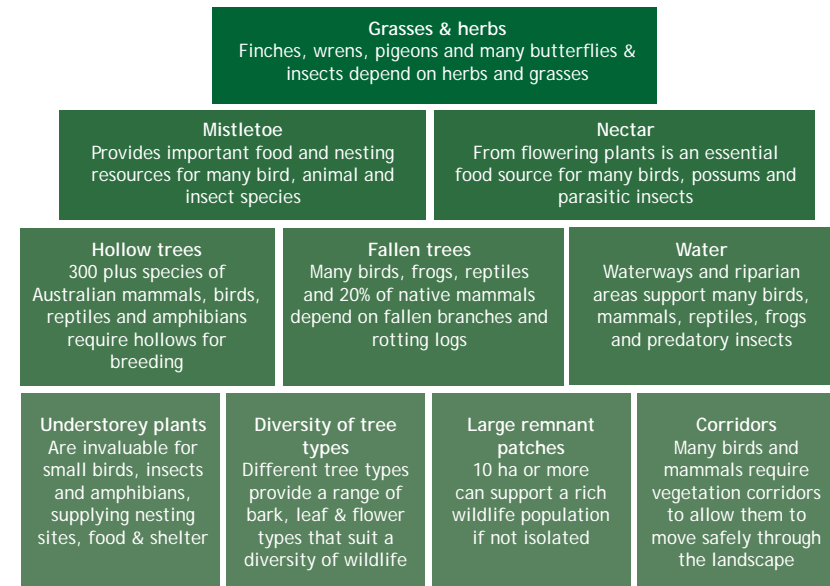 Grasses & herbs
Finches, wrens, pigeons and many butterflies &
insects depend on herbs and grasses
Mistletoe
Provides important food and nesting
resources for many bird, animal and
insect species
Nectar
From flowering plants is an essential
food source for many birds, possums and
parasitic insects
Hollow trees
300 plus species of
Australian mammals, birds,
reptiles and amphibians
require hollows for
breeding
Fallen trees
Many birds, frogs, reptiles
and 20% of native mammals
depend on fallen branches and
rotting logs
Water
Waterways and riparian
areas support many birds,
mammals, reptiles, frogs
and predatory insects
Understorey plants
Are invaluable for
small birds, insects
and amphibians,
supplying nesting
sites, food & shelter
Diversity of tree
types
Different tree types
provide a range of
bark, leaf & flower
types that suit a
diversity of wildlife
Large remnant
patches
10 ha or more
can support a rich
wildlife population
if not isolated
Corridors
Many birds and
mammals require
vegetation corridors
to allow them to
move safely through
the landscape